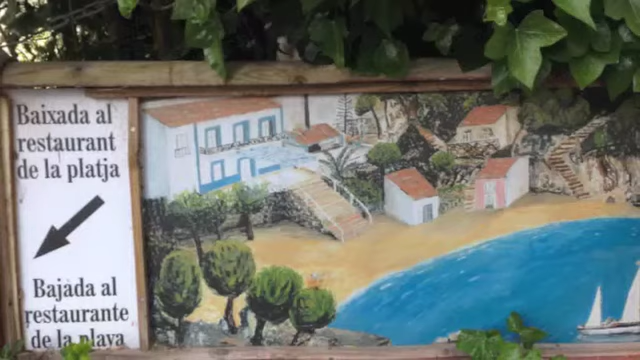 Baixada al
restaurant
de la platja
Bajada al
restaurante
de la playa